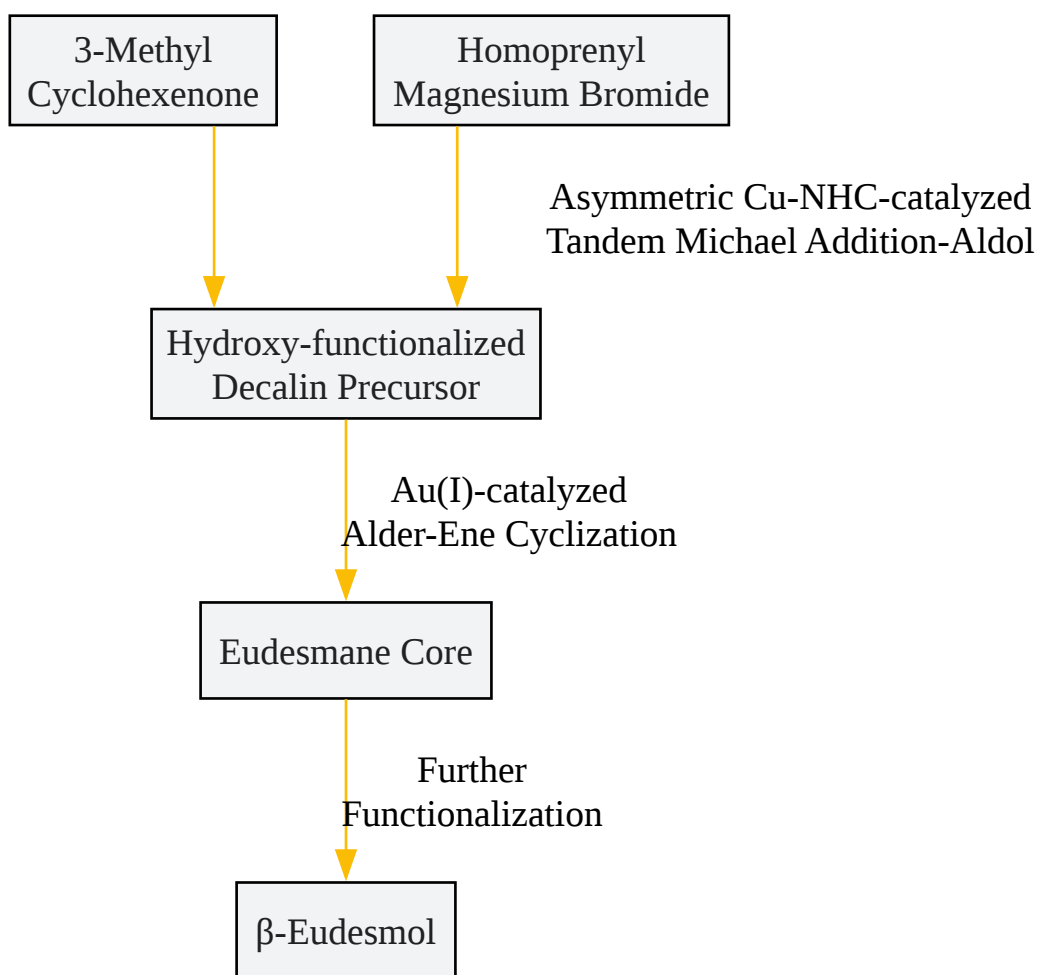 3-Methyl
Cyclohexenone
Homoprenyl
Magnesium Bromide
Asymmetric Cu-NHC-catalyzed
Tandem Michael Addition-Aldol
Hydroxy-functionalized
Decalin Precursor
Au(I)-catalyzed
Alder-Ene Cyclization
Eudesmane Core
Further
Functionalization
β-Eudesmol